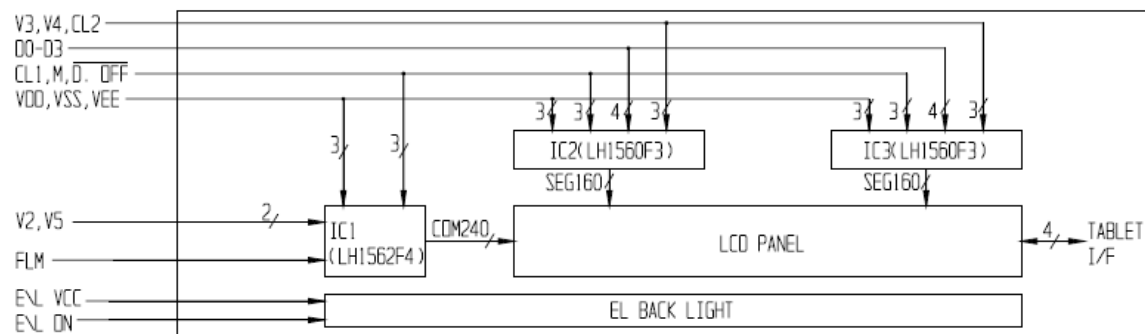 V3,V4,CL2
D0-D3
CL1,M,D. OFF
VDD,VSS,VEE
3 3 4 3
3 3 4 3
IC2(LH1560F3)
IC3(LH1560F3)
3 3
SEG160
SEG160
V2,V5
2
IC1
(LH1562F4)
COM240
LCD PANEL
4
TABLET
I/F
FLM
E\L VCC
E\L ON
EL BACK LIGHT